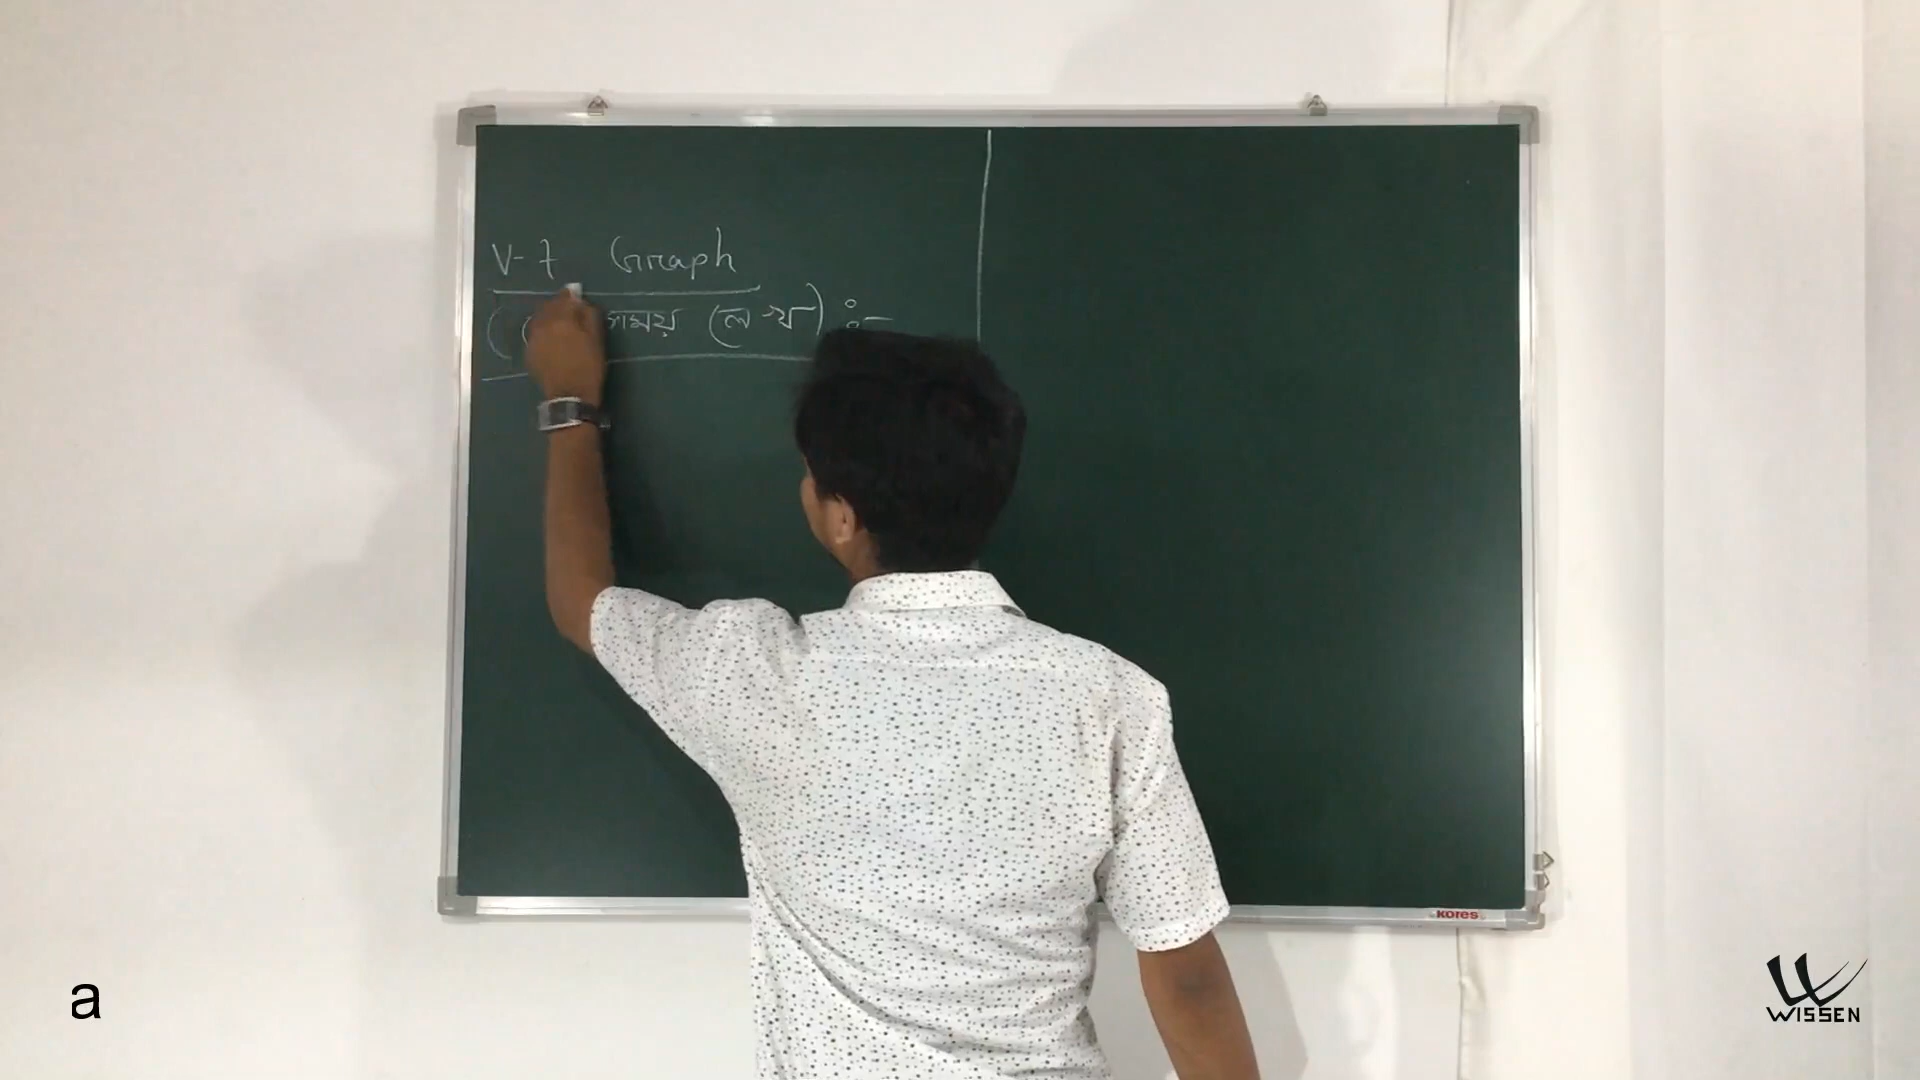 V-t Graph
( সময় লেখ) :-
kores
a
WISSEN